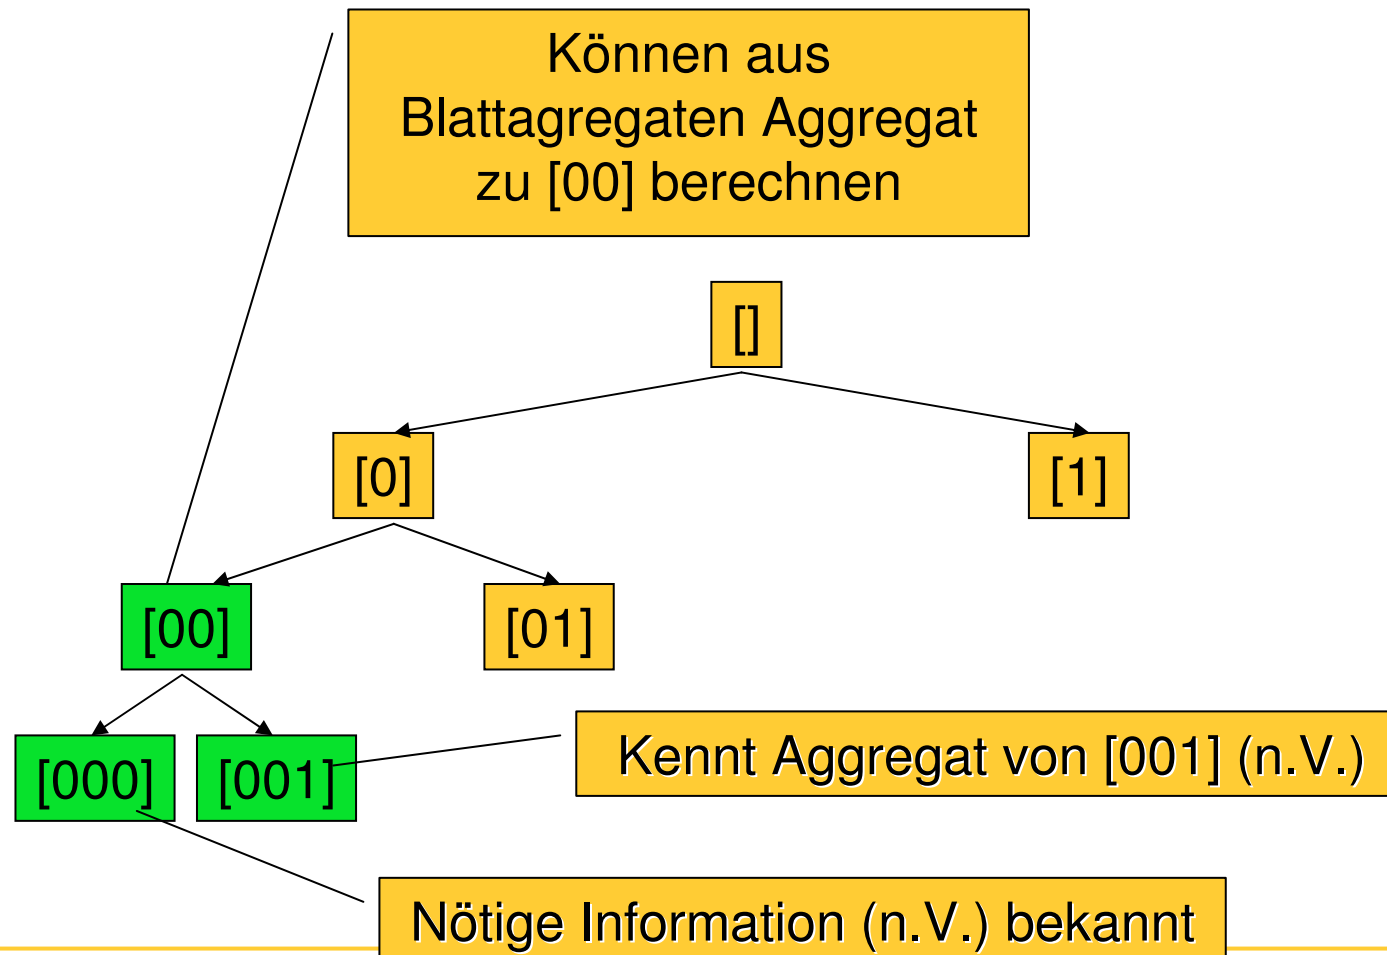 Können aus
Blattagregaten Aggregat
zu [00] berechnen
[]
[0]
[1]
[00]
[01]
[000]
[001]
Kennt Aggregat von [001] (n.V.)
Nötige Information (n.V.) bekannt